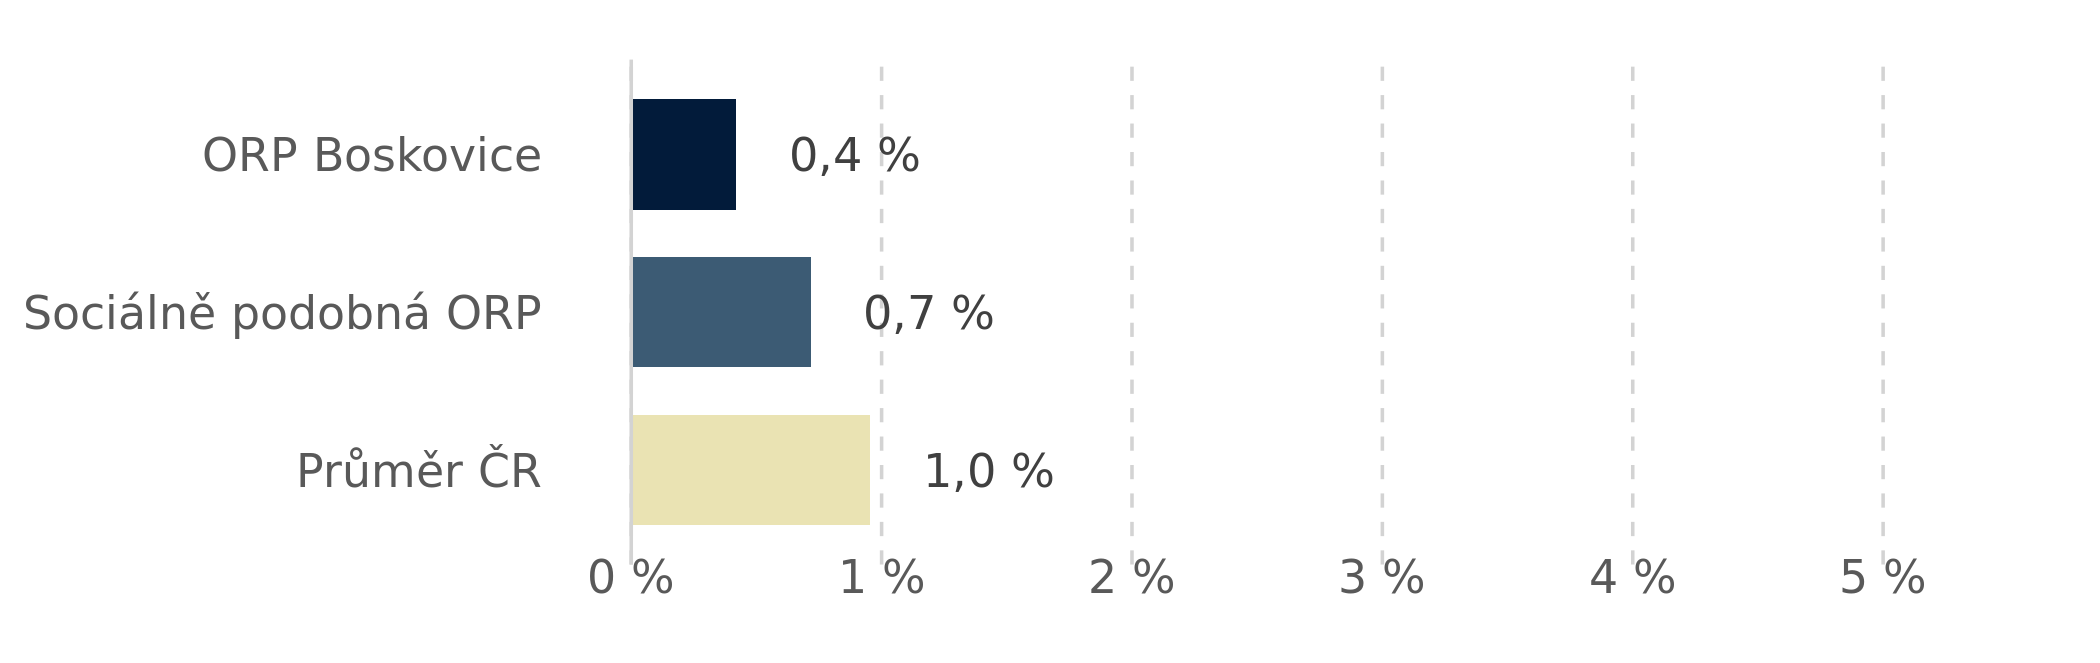 ORP Boskovice 0,4 %
Sociálně podobná ORP 0,7 %
Průměr ČR 1,0 %
0 % 1 % 2 % 3 % 4 % 5 %